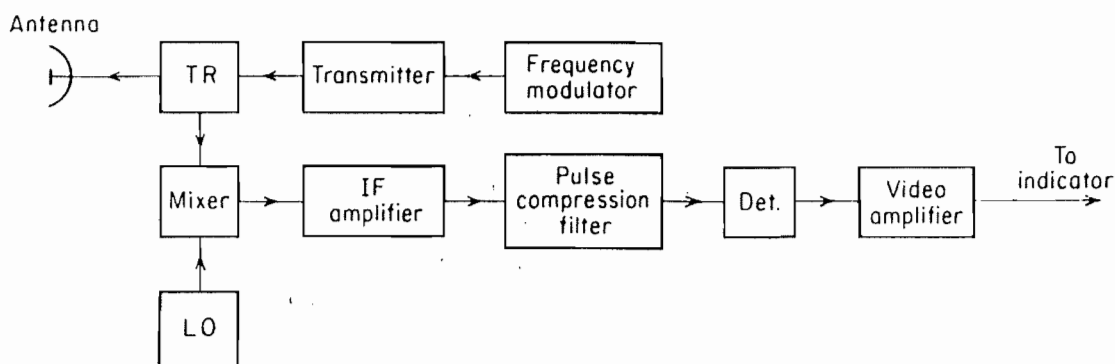 Antenna
TR
Transmitter
Frequency
modulator
Mixer
IF
amplifier
Pulse
compression
filter
Det.
Video
amplifier
To
indicator
LO